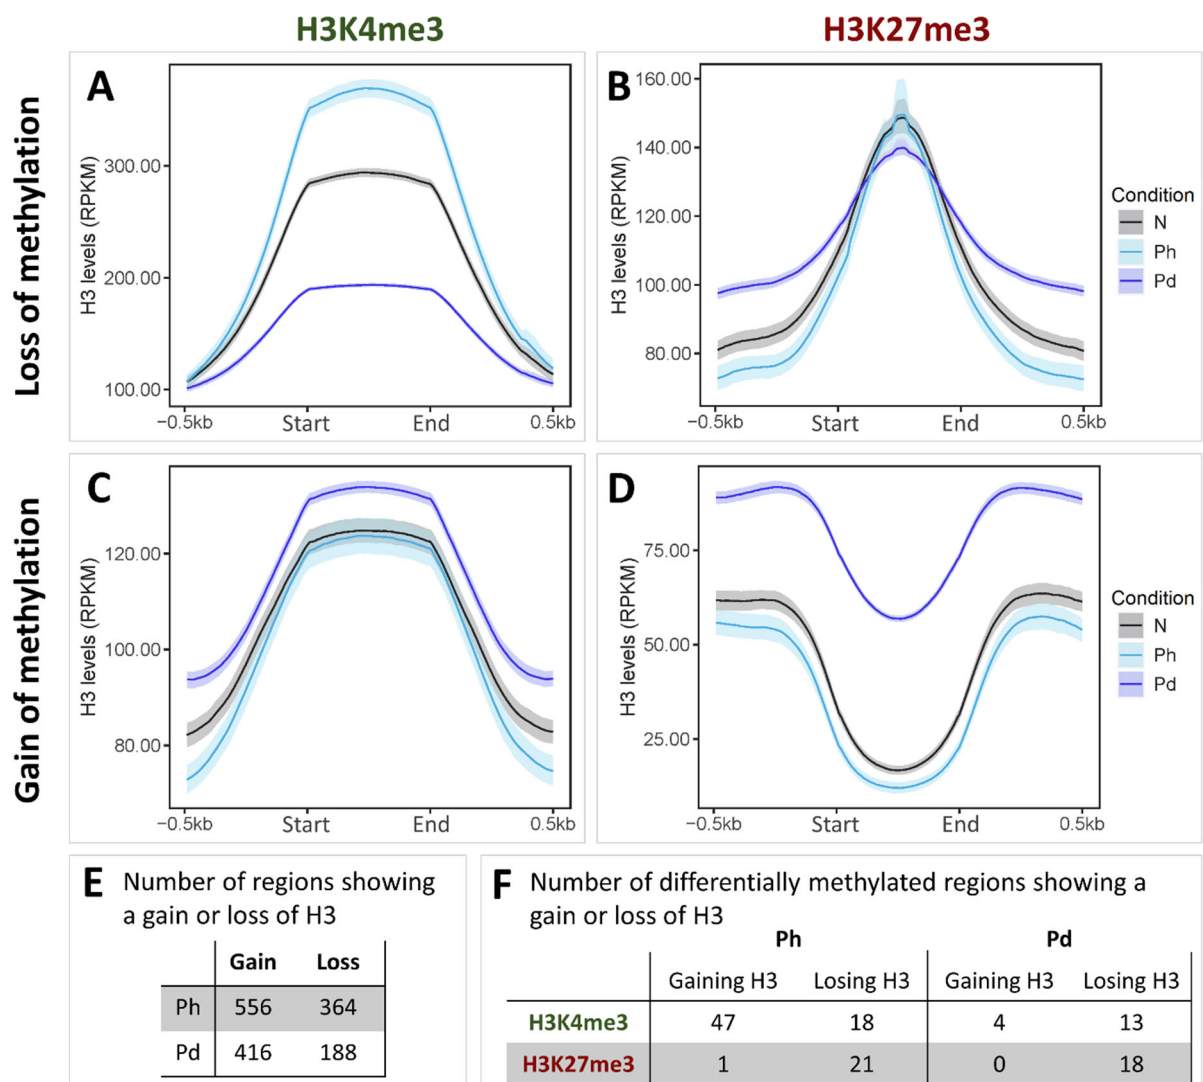 H3K4me3 H3K27me3
Loss of methylation
A
H3 levels (RPKM)
300.00
200.00
100.00
−0.5kb Start End 0.5kb
B
H3 levels (RPKM)
160.00
140.00
120.00
100.00
80.00
−0.5kb Start End 0.5kb
Condition
N
Ph
Pd
Gain of methylation
C
H3 levels (RPKM)
120.00
100.00
80.00
−0.5kb Start End 0.5kb
D
H3 levels (RPKM)
75.00
50.00
25.00
−0.5kb Start End 0.5kb
Condition
N
Ph
Pd
E Number of regions showing
a gain or loss of H3
Gain Loss
Ph 556 364
Pd 416 188
F Number of differentially methylated regions showing a
gain or loss of H3
Ph Pd
Gaining H3 Losing H3 Gaining H3 Losing H3
H3K4me3 47 18 4 13
H3K27me3 1 21 0 18